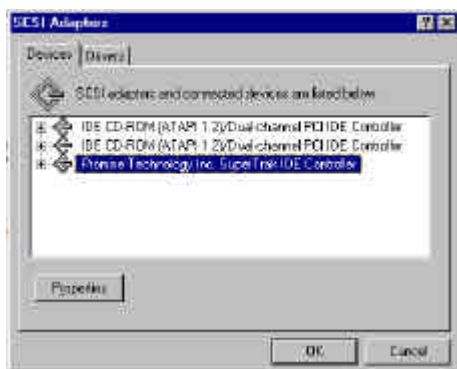 SCSI Adapters
Devices Drivers
SCSI adapters and connected devices are listed below
IDE CD-ROM (ATAPI 1.2)/Dual-channel PCI IDE Controller
IDE CD-ROM (ATAPI 1.2)/Dual-channel PCI IDE Controller
Promise Technology Inc. SuperTrak IDE Controller
Properties
OK Cancel